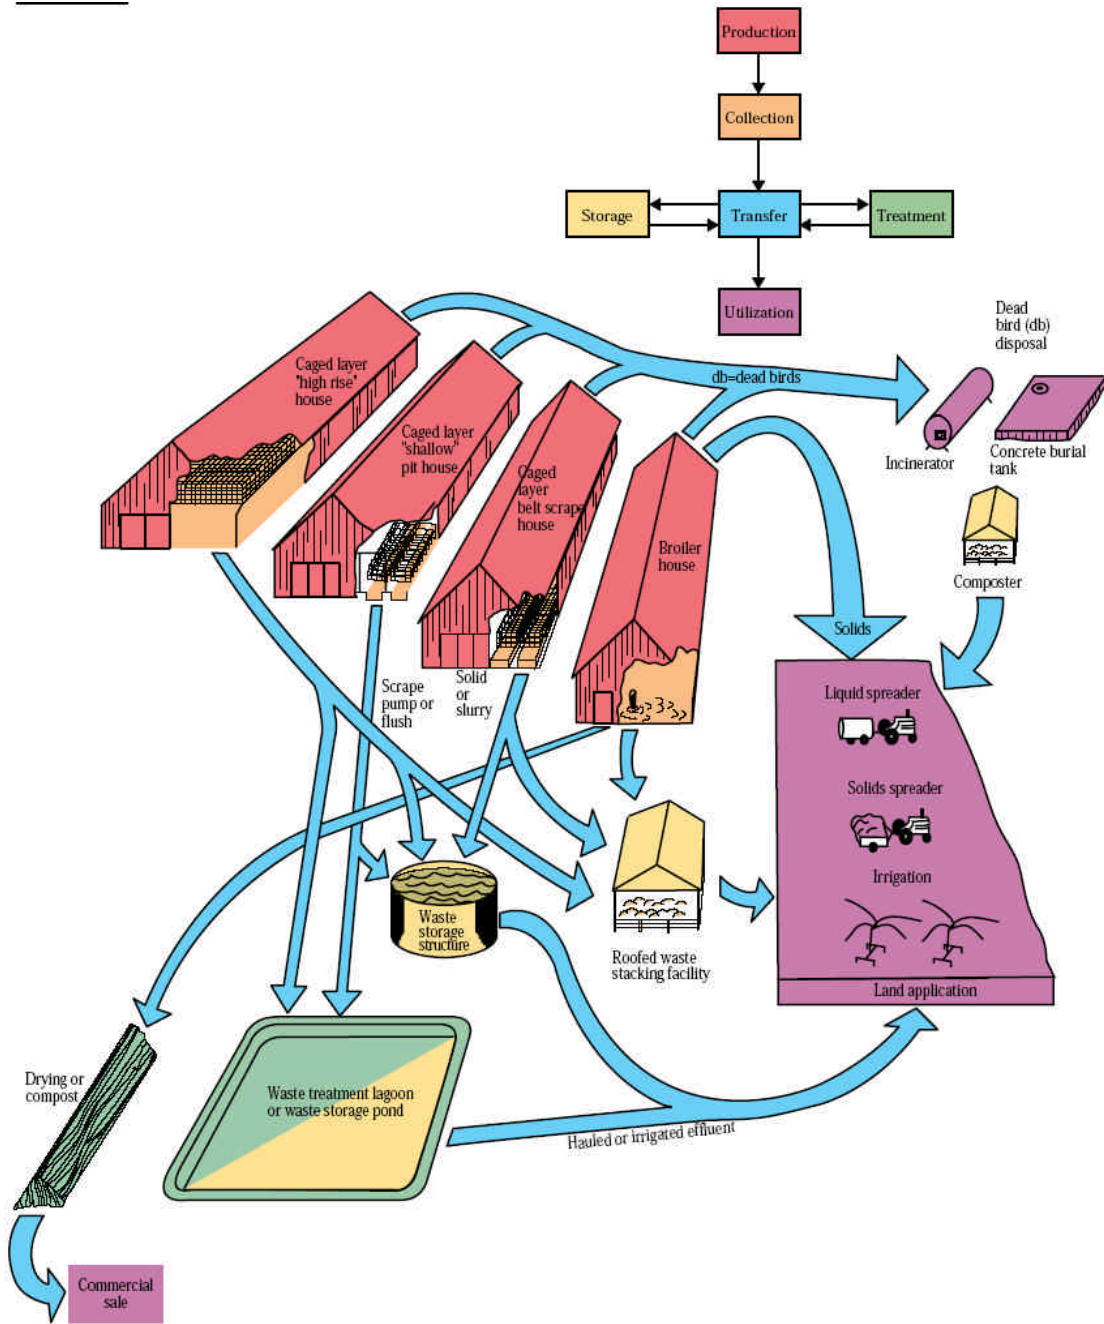 Production
Collection
Storage
Transfer
Treatment
Utilization
Dead
bird (db)
disposal
Caged layer
"high rise"
house
db=dead birds
Caged layer
"shallow"
pit house
Incinerator
Concrete burial
tank
Caged
layer
belt scrape
house
Broiler
house
Composter
Solids
Scrape
pump or
flush
Solid
or
slurry
Liquid spreader
Solids spreader
Irrigation
Waste
storage
structure
Roofed waste
stacking facility
Land application
Drying or
compost
Waste treatment lagoon
or waste storage pond
Hauled or irrigated effluent
Commercial
sale